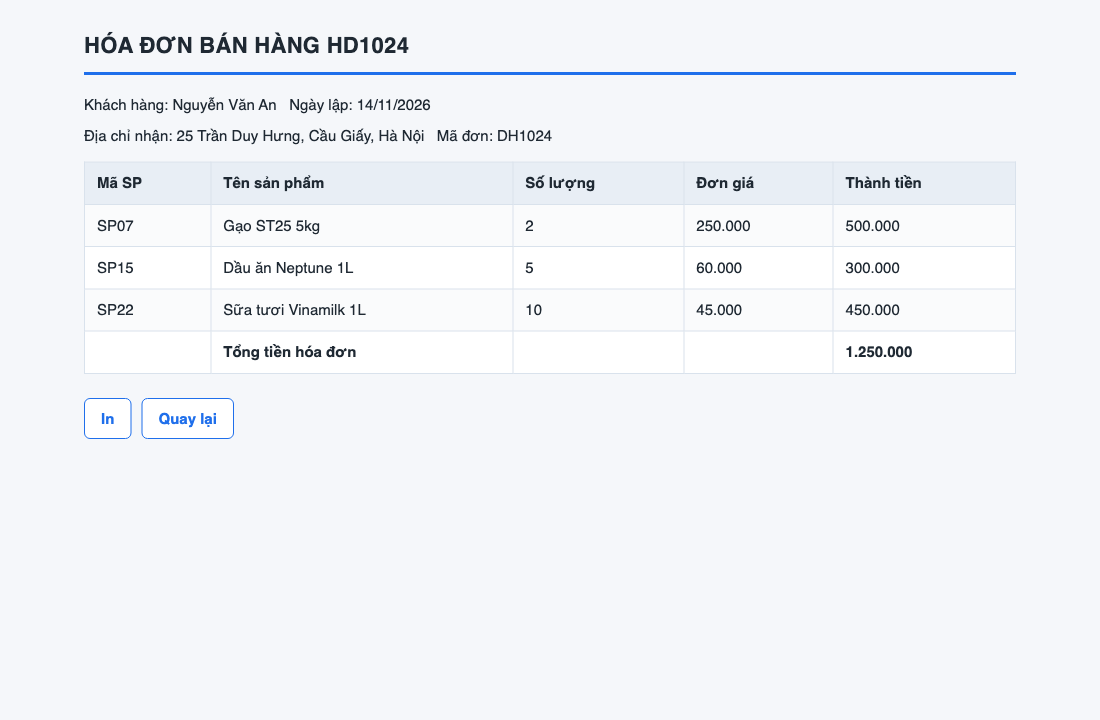 HÓA ĐƠN BÁN HÀNG HD1024
Khách hàng: Nguyễn Văn An Ngày lập: 14/11/2026
Địa chỉ nhận: 25 Trần Duy Hưng, Cầu Giấy, Hà Nội Mã đơn: DH1024
Mã SP Tên sản phẩm Số lượng Đơn giá Thành tiền
SP07 Gạo ST25 5kg 2 250.000 500.000
SP15 Dầu ăn Neptune 1L 5 60.000 300.000
SP22 Sữa tươi Vinamilk 1L 10 45.000 450.000
Tổng tiền hóa đơn 1.250.000
In Quay lại